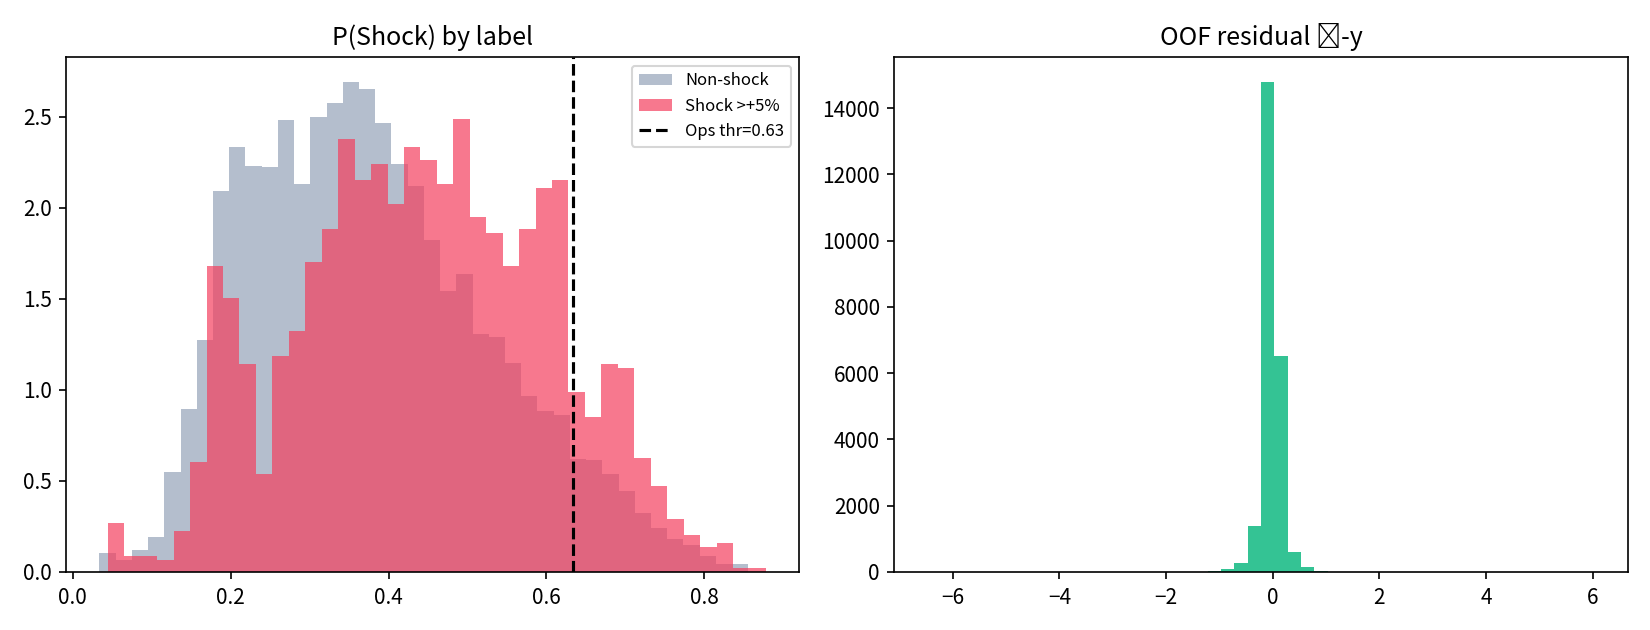 P(Shock) by label
Non-shock
Shock >+5%
Ops thr=0.63
2.5
2.0
1.5
1.0
0.5
0.0
0.0 0.2 0.4 0.6 0.8
OOF residual -y
14000
12000
10000
8000
6000
4000
2000
0
−6 −4 −2 0 2 4 6